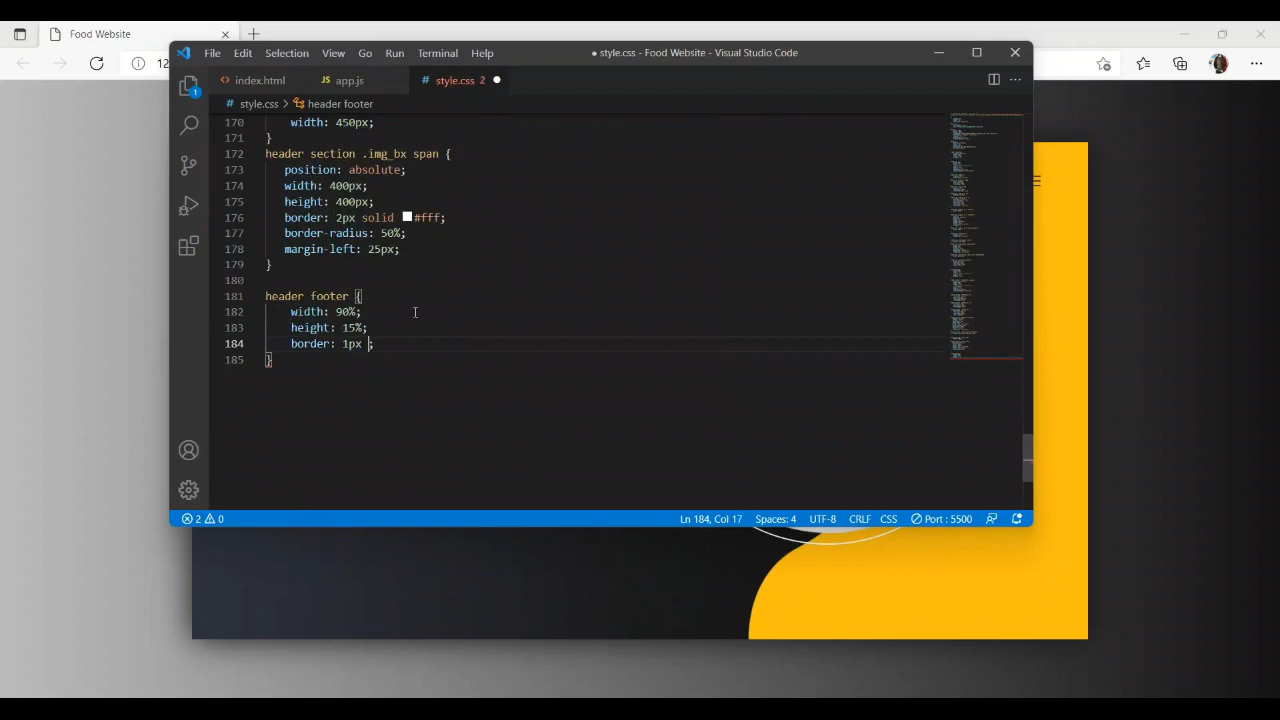 Food Website
12
File Edit Selection View Go Run Terminal Help
● style.css - Food Website - Visual Studio Code
index.html app.js style.css 2
style.css > header footer
1
170 width: 450px;
171 }
172 header section .img_bx span {
173 position: absolute;
174 width: 400px;
175 height: 400px;
176 border: 2px solid #fff;
177 border-radius: 50%;
178 margin-left: 25px;
179 }
180
181 header footer {
182 width: 90%;
183 height: 15%;
184 border: 1px ;
185 }
2 0 Ln 184, Col 17 Spaces: 4 UTF-8 CRLF CSS Port : 5500